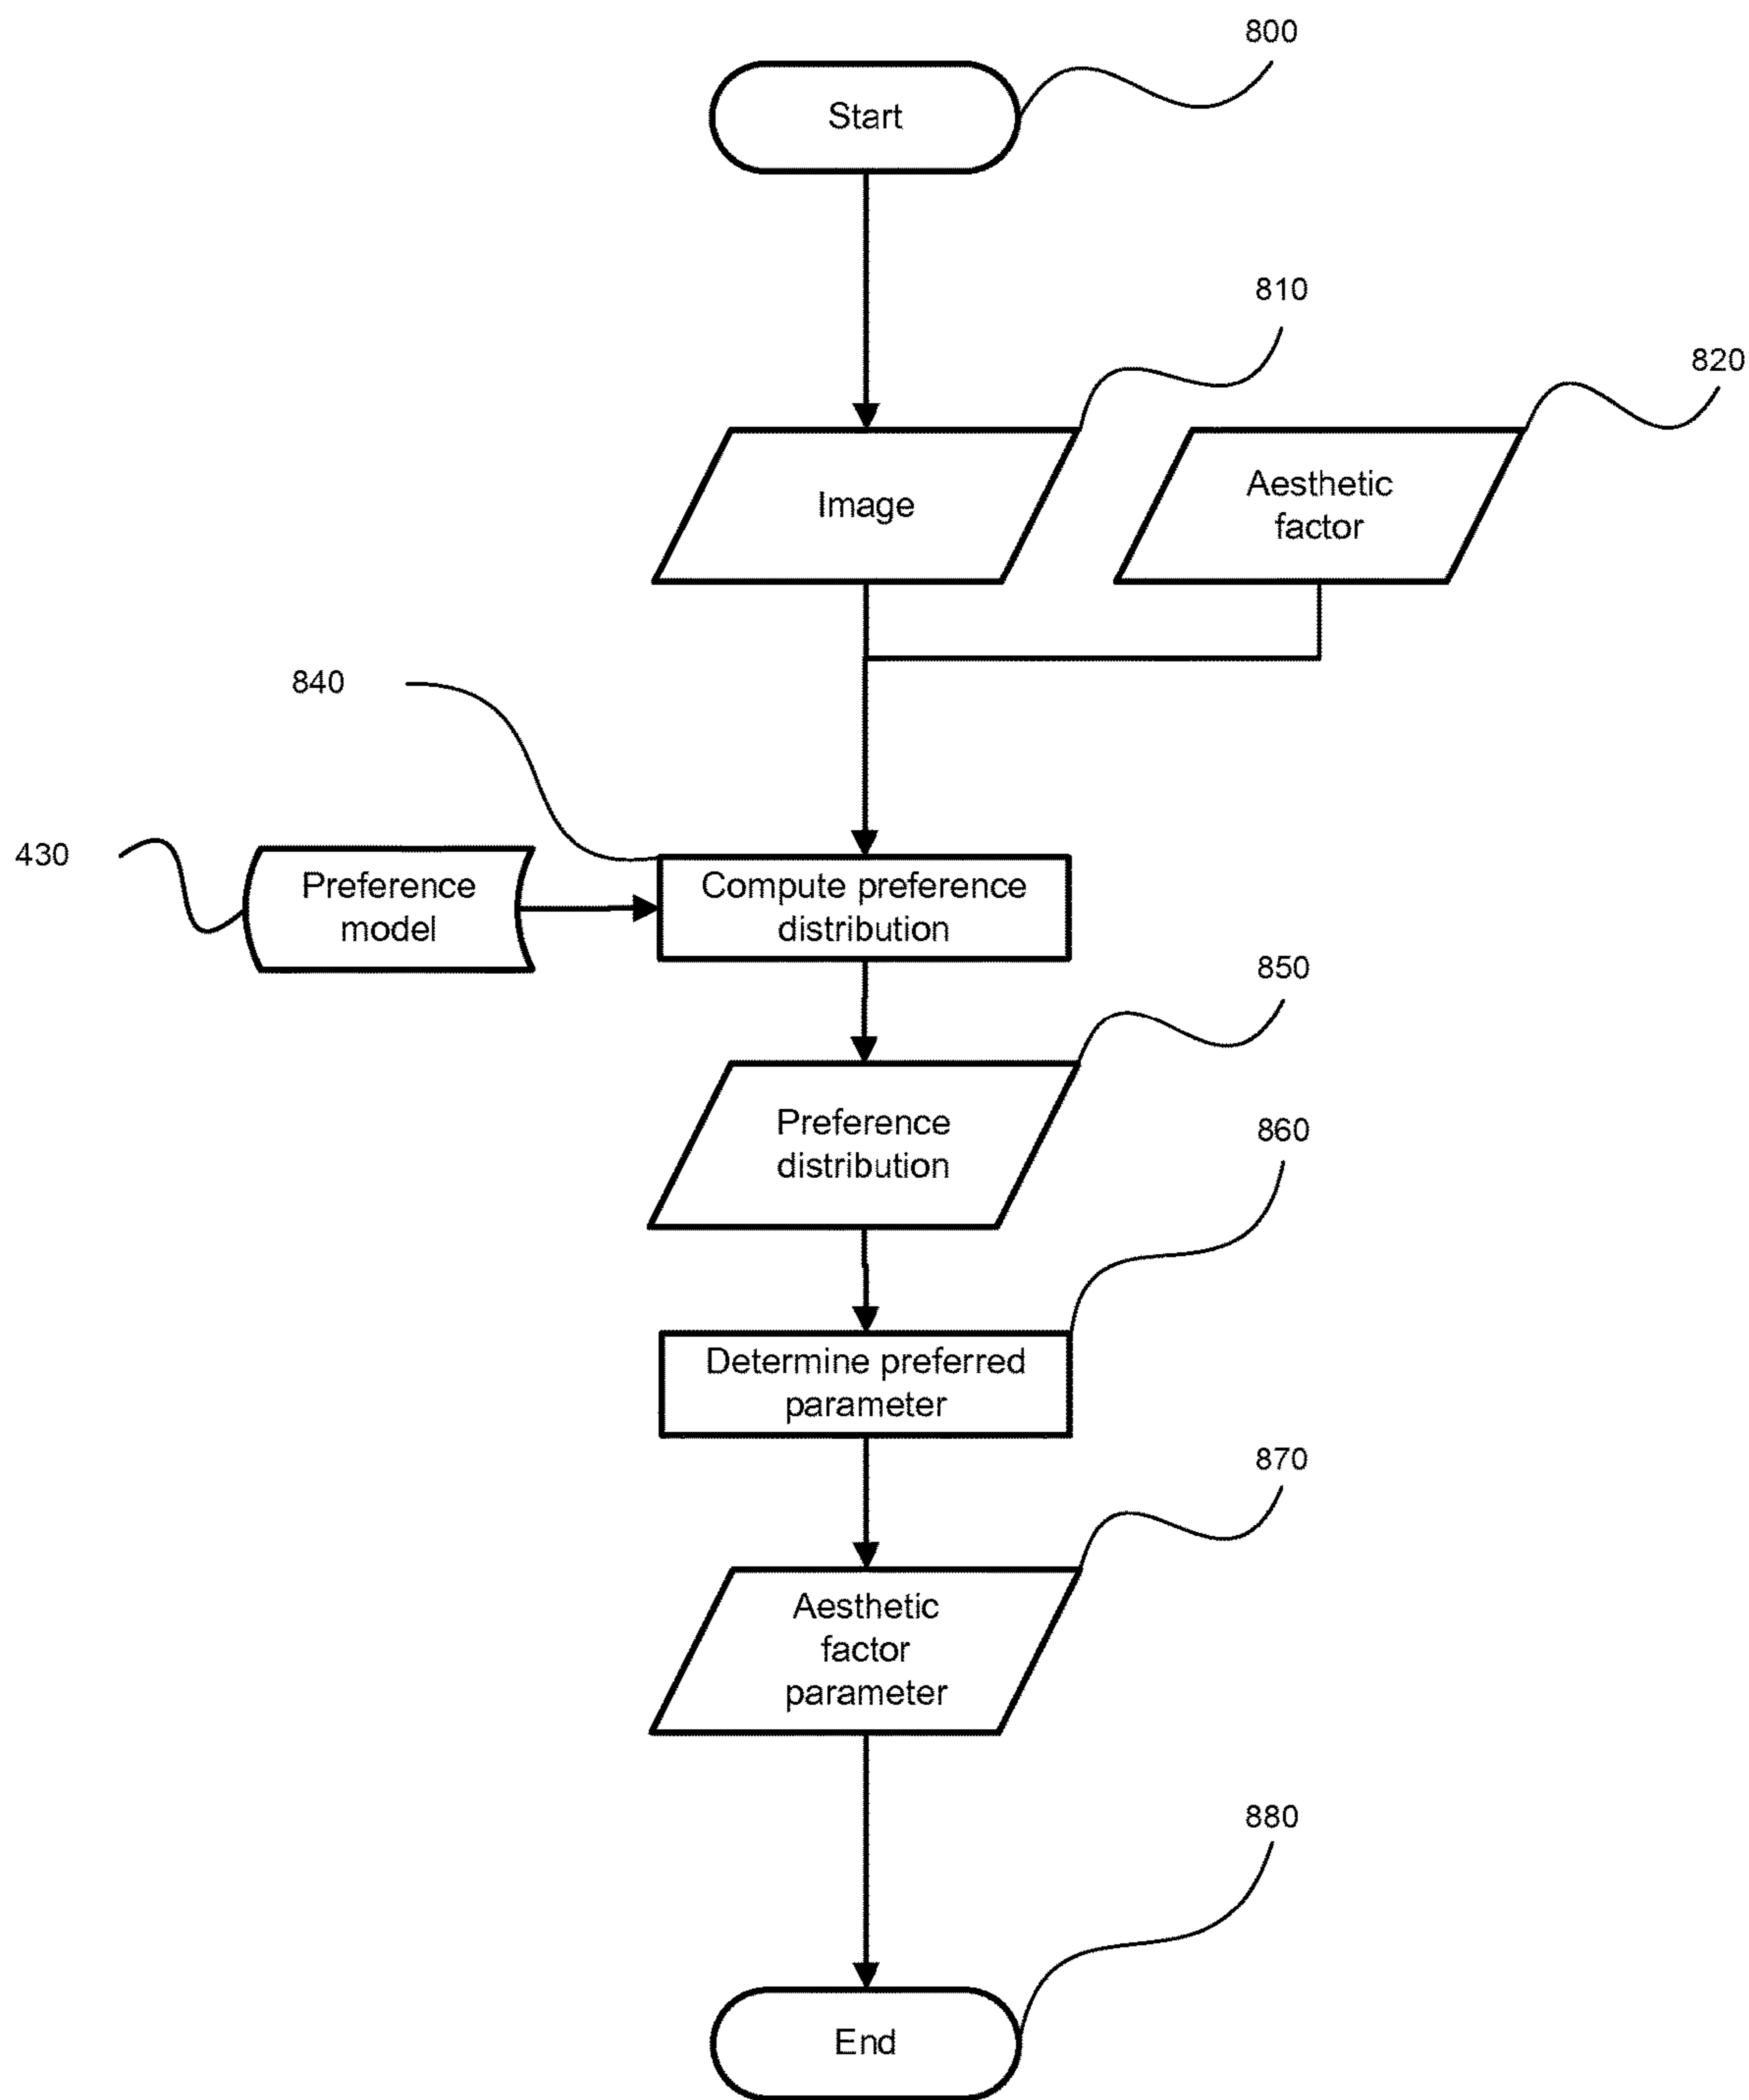 800
Start
810
820
Image
Aesthetic
factor
840
430
Preference
model
Compute preference
distribution
850
Preference
distribution
860
Determine preferred
parameter
870
Aesthetic
factor
parameter
880
End